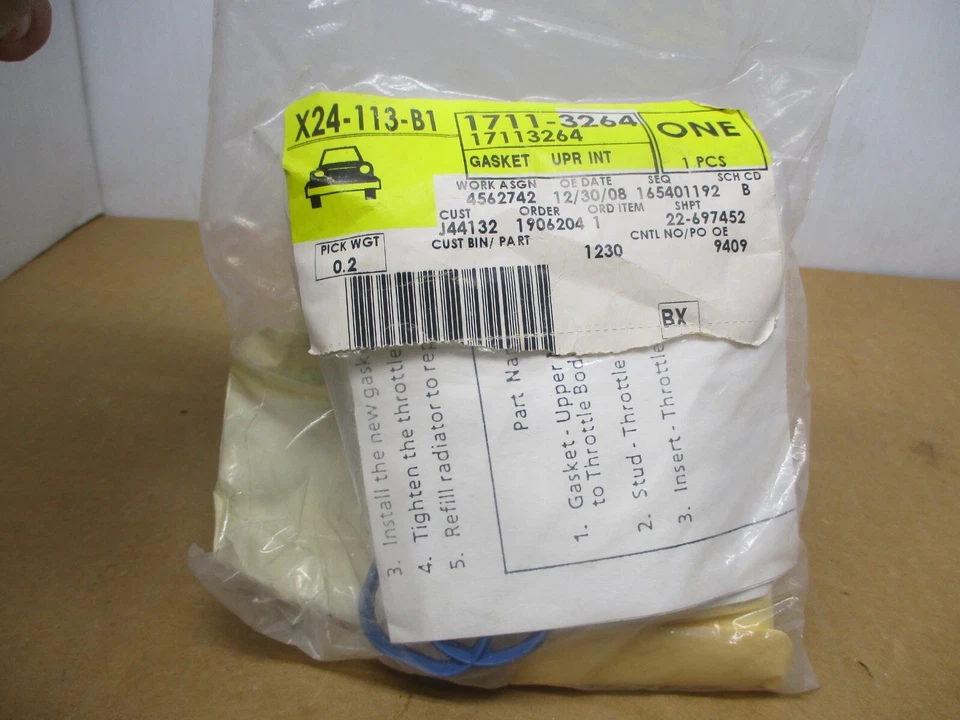 X24-113-B1
1711-3264
17113264
ONE
GASKET UPR INT
1 PCS
WORK ASGN OE DATE SEQ SCH CD
4562742 12/30/08 165401192 B
CUST ORDER ORD ITEM SHPT
J44132 1906204 1 22-697452
PICK WGT
0.2
CUST BIN/ PART
CNTL NO/PO OE
1230 9409
BX
3. Install the new gask
4. Tighten the throttle
5. Refill radiator to rep
Part Na
1. Gasket - Upper
to Throttle Bod
2. Stud - Throttle
3. Insert - Throttle